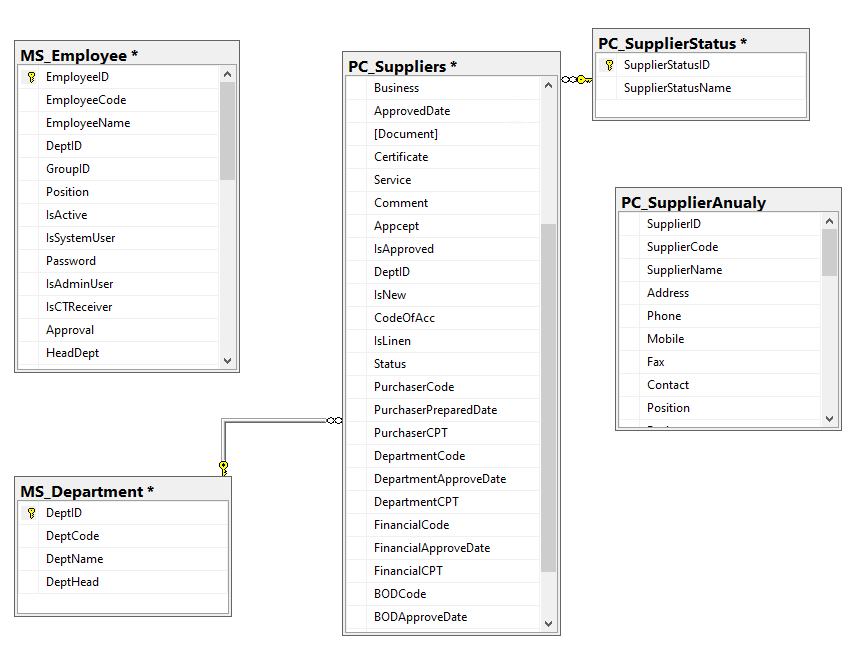 MS_Employee *
EmployeeID
EmployeeCode
EmployeeName
DeptID
GroupID
Position
IsActive
IsSystemUser
Password
IsAdminUser
IsCTReceiver
Approval
HeadDept
MS_Department *
DeptID
DeptCode
DeptName
DeptHead
PC_Suppliers *
Business
ApprovedDate
[Document]
Certificate
Service
Comment
Appcept
IsApproved
DeptID
IsNew
CodeOfAcc
IsLinen
Status
PurchaserCode
PurchaserPreparedDate
PurchaserCPT
DepartmentCode
DepartmentApproveDate
DepartmentCPT
FinancialCode
FinancialApproveDate
FinancialCPT
BODCode
BODApproveDate
PC_SupplierStatus *
SupplierStatusID
SupplierStatusName
PC_SupplierAnualy
SupplierID
SupplierCode
SupplierName
Address
Phone
Mobile
Fax
Contact
Position